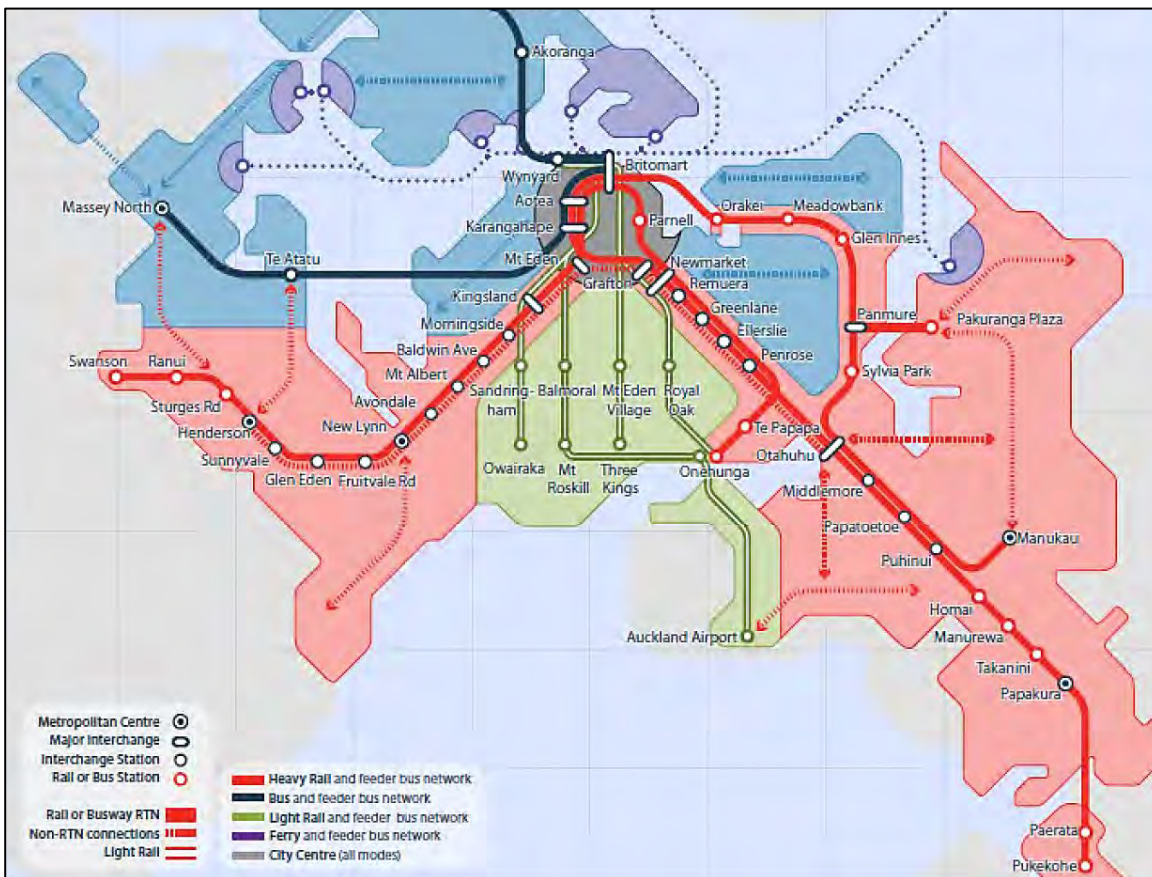 Akoranga
Wynyard
Britomart
Aotea
Karangahape
Parnell
Orakei
Meadowbank
Glen Innes
Massey North
Te Atatu
Mt Eden
Grafton
Newmarket
Remuera
Greenlane
Ellerslie
Penrose
Kingsland
Morningside
Baldwin Ave
Mt Albert
Avondale
New Lynn
Panmure
Pakuranga Plaza
Sylvia Park
Swanson
Ranui
Sturges Rd
Henderson
Sunnyvale
Glen Eden
Fruitvale Rd
Sandring-
ham
Balmoral
Mt Eden
Village
Royal
Oak
Te Papapa
Otahuhu
Owairaka
Mt
Roskill
Three
Kings
Onehunga
Middlemore
Papatoetoe
Puhinui
Manukau
Homai
Manurewa
Takanini
Papakura
Auckland Airport
Paerata
Pukekohe
Metropolitan Centre
Major Interchange
Interchange Station
Rail or Bus Station
Rail or Busway RTN
Non-RTN connections
Light Rail
Heavy Rail and feeder bus network
Bus and feeder bus network
Light Rail and feeder bus network
Ferry and feeder bus network
City Centre (all modes)